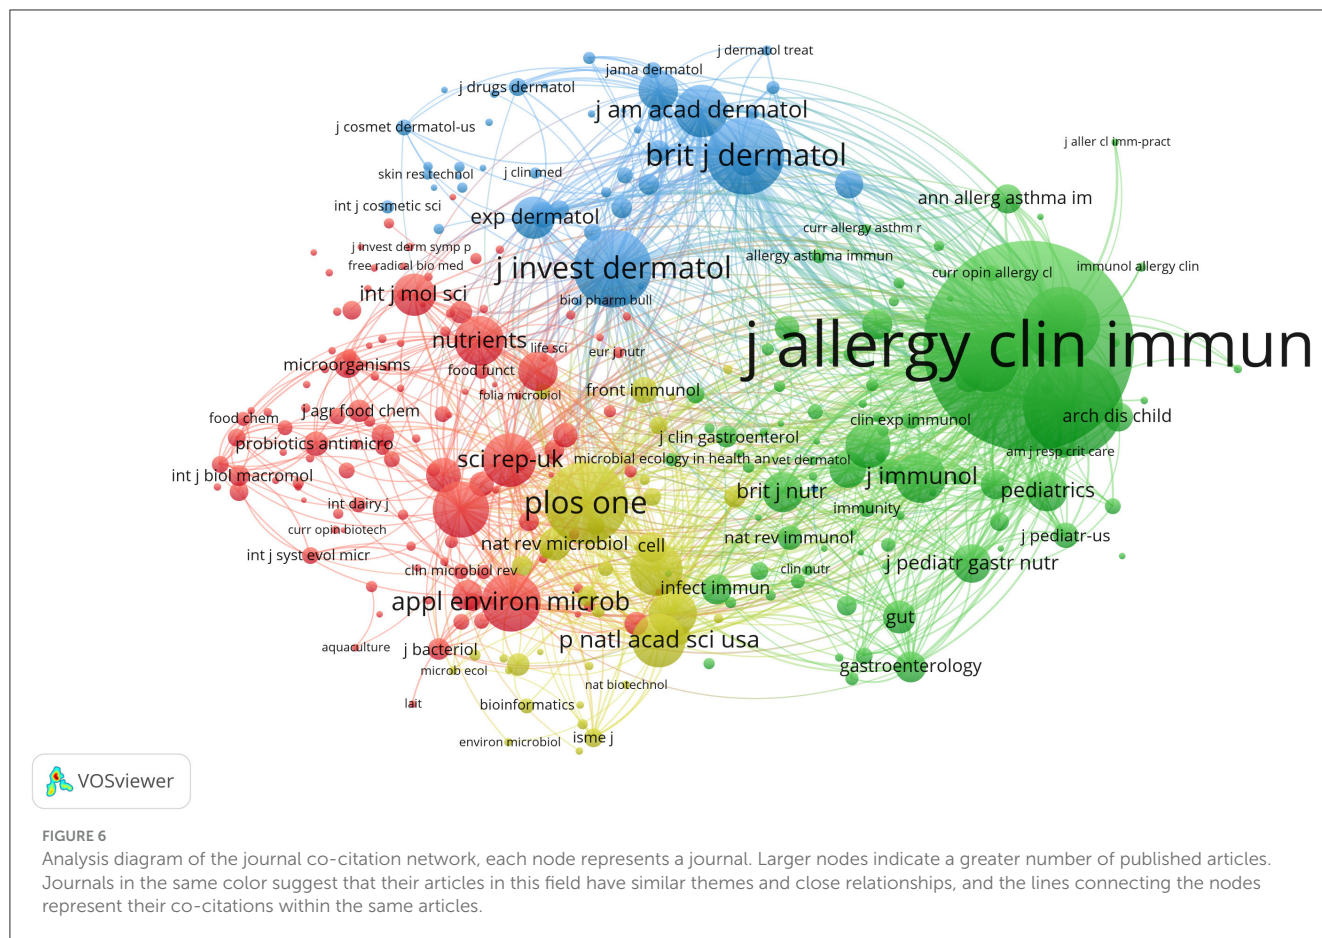 j dermatol treat
jama dermatol
j drugs dermatol
j am acad dermatol
j cosmet dermatol-us
j aller cl imm-pract
brit j dermatol
skin res technol
j clin med
ann allerg asthma im
int j cosmetic sci
exp dermatol
curr allergy asthm r
j invest derm symp p
allergy asthma immun
free radical bio med
j invest dermatol
curr opin allergy cl
immunol allergy clin
int j mol sci
biol pharm bull
nutrients
life sci
eur j nutr
j allergy clin immun
microorganisms
food funct
folia microbiol
front immunol
food chem
j agr food chem
clin exp immunol
arch dis child
probiotics antimicro
j clin gastroenterol
sci rep-uk
microbial ecology in health an
vet dermatol
am j resp crit care
int j biol macromol
j immunol
int dairy j
plos one
brit j nutr
immunity
pediatrics
curr opin biotech
nat rev microbiol
cell
nat rev immunol
j pediatr-us
int j syst evol micr
clin microbiol rev
clin nutr
j pediatr gastr nutr
infect immun
appl environ microb
gut
aquaculture
j bacteriol
p natl acad sci usa
microb ecol
gastroenterology
nat biotechnol
lait
bioinformatics
environ microbiol
isme j
VOSviewer
FIGURE 6
Analysis diagram of the journal co-citation network, each node represents a journal. Larger nodes indicate a greater number of published articles.
Journals in the same color suggest that their articles in this field have similar themes and close relationships, and the lines connecting the nodes
represent their co-citations within the same articles.